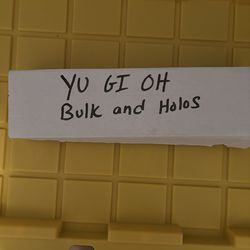 YU GI OH
Bulk and Holos